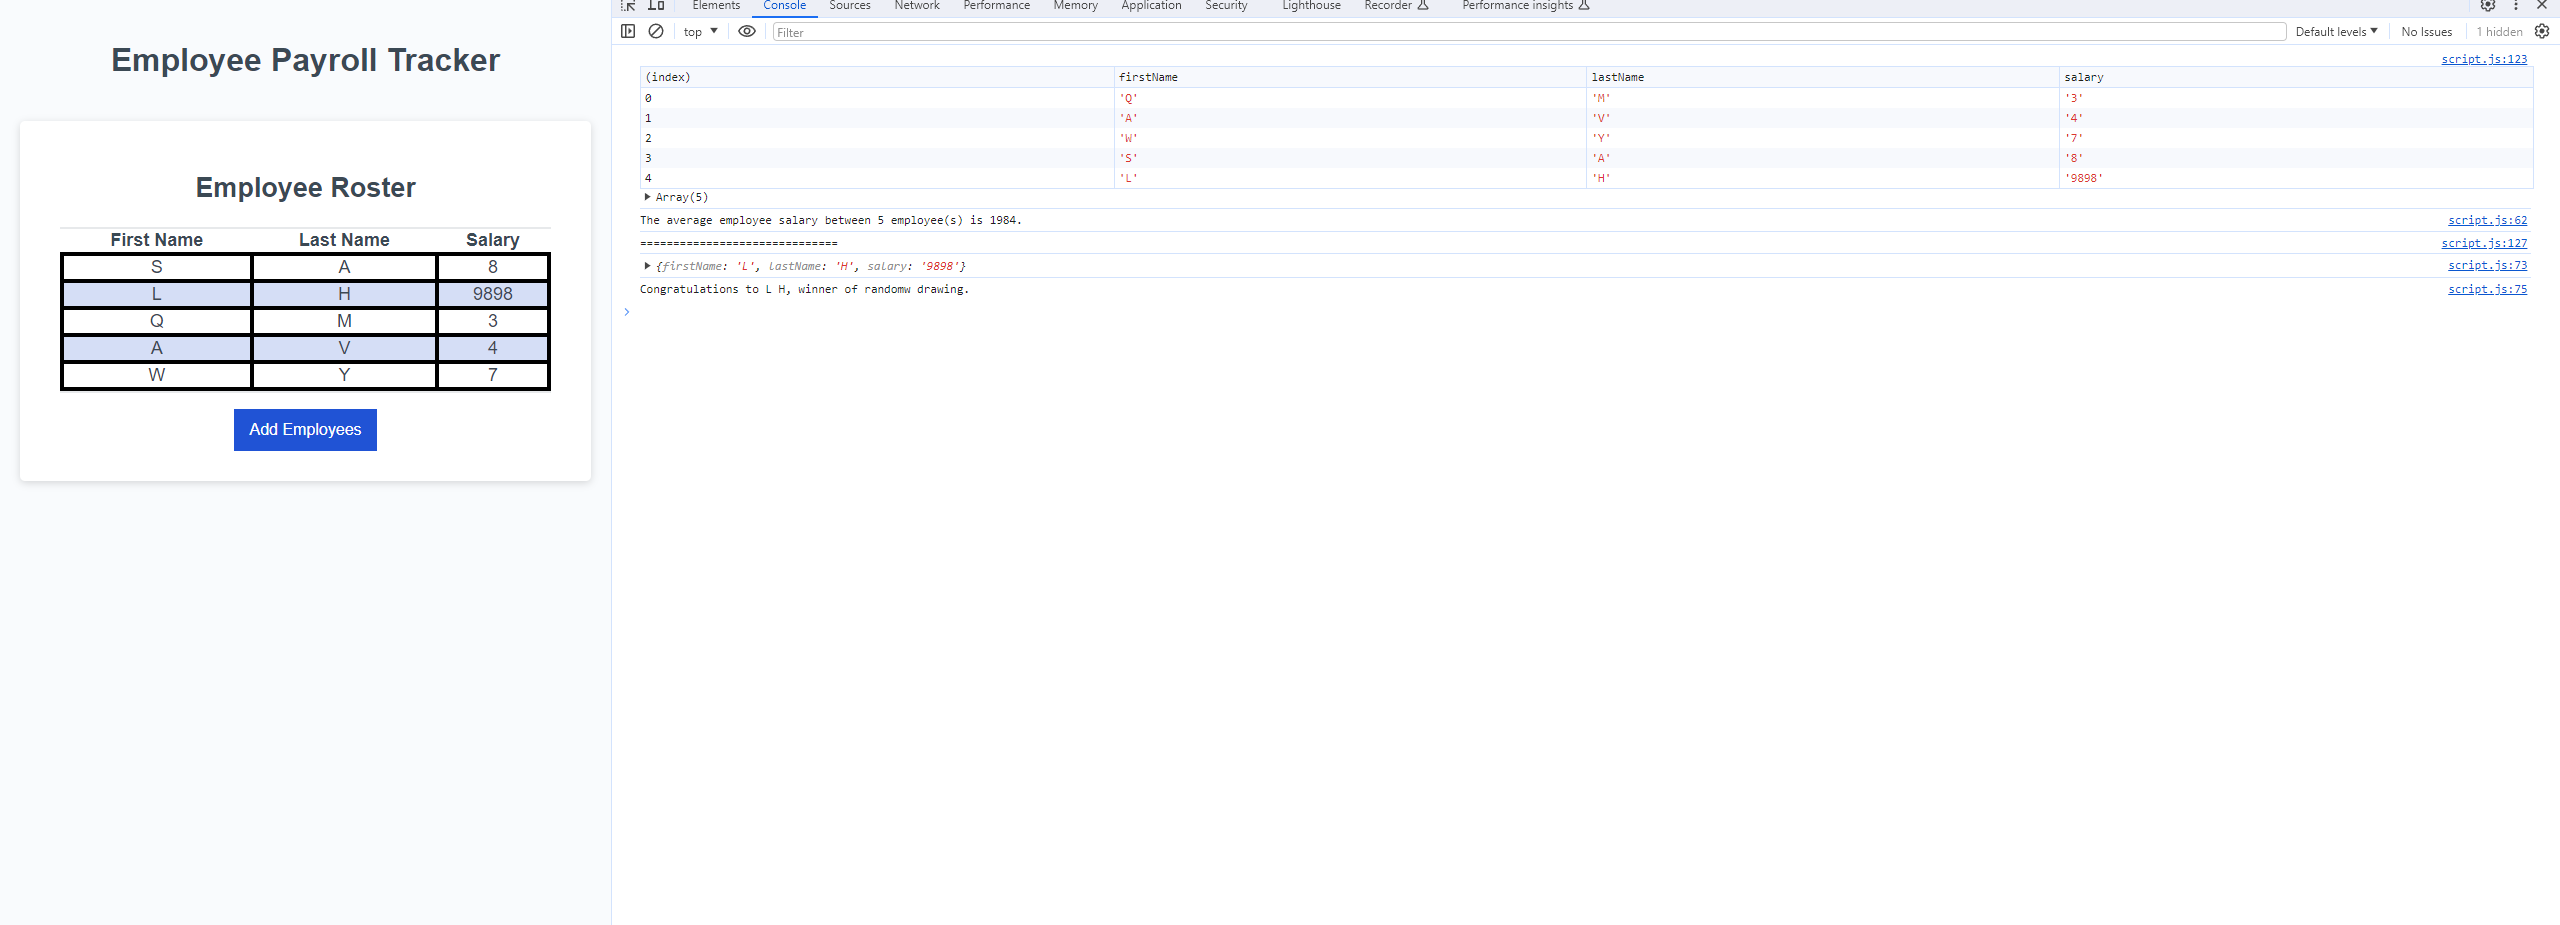 Employee Payroll Tracker
Employee Roster
First Name Last Name Salary
S A 8
L H 9898
Q M 3
A V 4
W Y 7
Add Employees
Elements Console Sources Network Performance Memory Application Security Lighthouse Recorder Performance insights
top Filter Default levels No Issues 1 hidden
script.js:123
(index) firstName lastName salary
0 'Q' 'M' '3'
1 'A' 'V' '4'
2 'W' 'Y' '7'
3 'S' 'A' '8'
4 'L' 'H' '9898'
Array(5)
The average employee salary between 5 employee(s) is 1984. script.js:62
============================== script.js:127
{firstName: 'L', lastName: 'H', salary: '9898'} script.js:73
Congratulations to L H, winner of randomw drawing. script.js:75